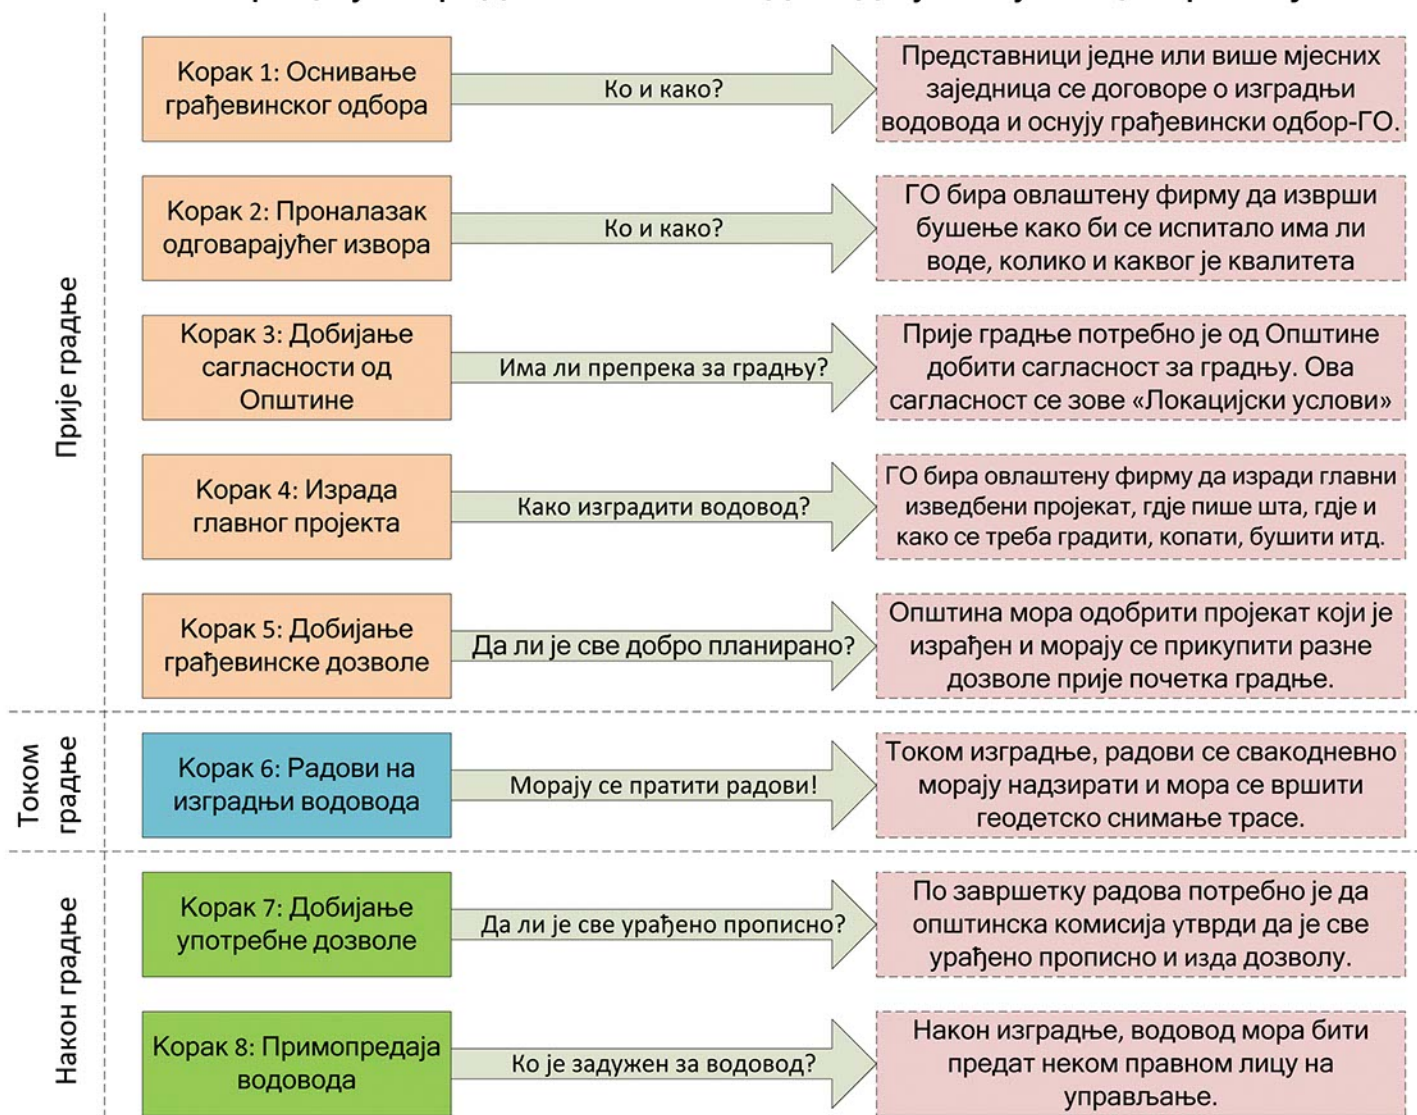 Прије градње
Корак 1: Оснивање
грађевинског одбора
Ко и како?
Представници једне или више мјесних
заједница се договоре о изградњи
водовода и оснују грађевински одбор-ГО.
Корак 2: Проналазак
одговарајућег извора
Ко и како?
ГО бира овлаштену фирму да изврши
бушење како би се испитало има ли
воде, колико и каквог је квалитета
Корак 3: Добијање
сагласности од
Општине
Има ли препрека за градњу?
Прије градње потребно је од Општине
добити сагласност за градњу. Ова
сагласност се зове «Локацијски услови»
Корак 4: Израда
главног пројекта
Како изградити водовод?
ГО бира овлаштену фирму да изради главни
изведбени пројекат, гдје пише шта, гдје и
како се треба градити, копати, бушити итд.
Корак 5: Добијање
грађевинске дозволе
Да ли је све добро планирано?
Општина мора одобрити пројекат који је
израђен и морају се прикупити разне
дозволе прије почетка градње.
Током
градње
Корак 6: Радови на
изградњи водовода
Морају се пратити радови!
Током изградње, радови се свакодневно
морају надзирати и мора се вршити
геодетско снимање трасе.
Након градње
Корак 7: Добијање
употребне дозволе
Да ли је све урађено прописно?
По завршетку радова потребно је да
општинска комисија утврди да је све
урађено прописно и изда дозволу.
Корак 8: Примопредаја
водовода
Ко је задужен за водовод?
Након изградње, водовод мора бити
предат неком правном лицу на
управљање.